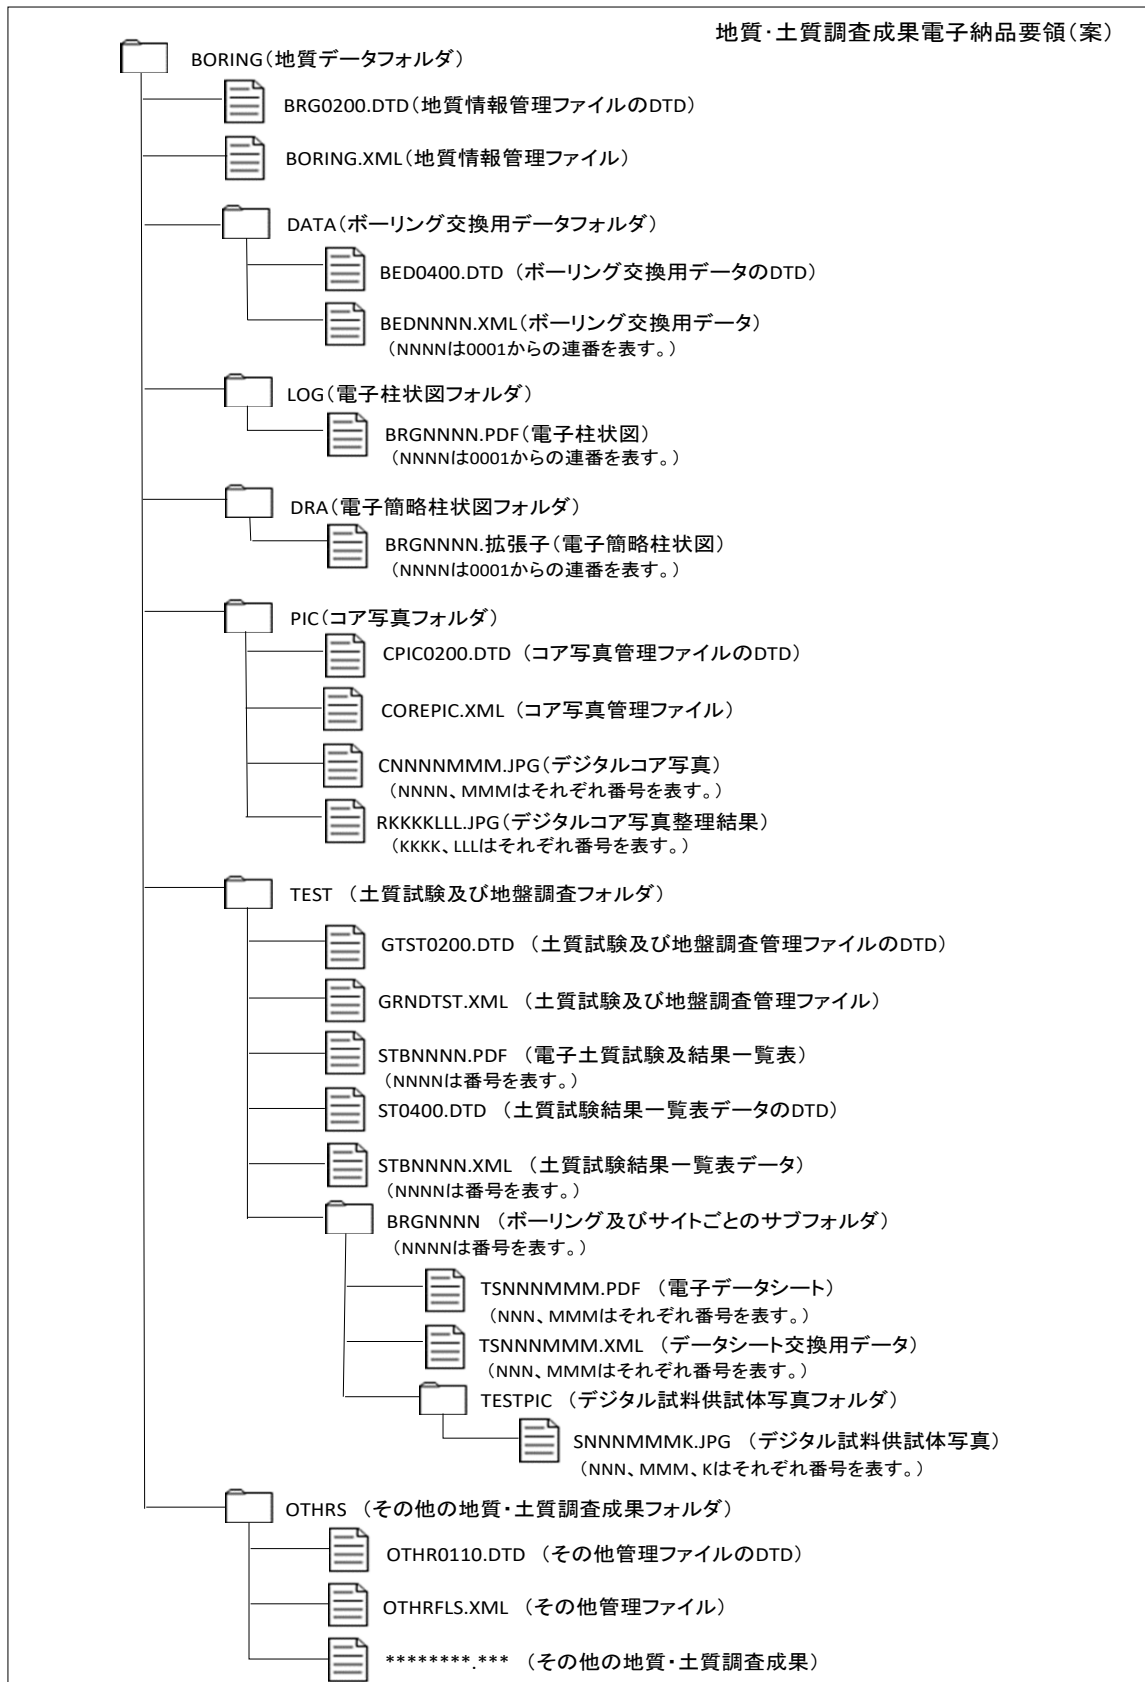 地質・土質調査成果電子納品要領(案)
BORING(地質データフォルダ)
BRG0200.DTD(地質情報管理ファイルのDTD)
BORING.XML(地質情報管理ファイル)
DATA(ボーリング交換用データフォルダ)
BED0400.DTD (ボーリング交換用データのDTD)
BEDNNNN.XML(ボーリング交換用データ)
(NNNNは0001からの連番を表す。)
LOG(電子柱状図フォルダ)
BRGNNNN.PDF(電子柱状図)
(NNNNは0001からの連番を表す。)
DRA(電子簡略柱状図フォルダ)
BRGNNNN.拡張子(電子簡略柱状図)
(NNNNは0001からの連番を表す。)
PIC(コア写真フォルダ)
CPIC0200.DTD (コア写真管理ファイルのDTD)
COREPIC.XML (コア写真管理ファイル)
CNNNNMMM.JPG(デジタルコア写真)
(NNNN、MMMはそれぞれ番号を表す。)
RKKKKLLL.JPG(デジタルコア写真整理結果)
(KKKK、LLLはそれぞれ番号を表す。)
TEST (土質試験及び地盤調査フォルダ)
GTST0200.DTD (土質試験及び地盤調査管理ファイルのDTD)
GRNDTST.XML (土質試験及び地盤調査管理ファイル)
STBNNNN.PDF (電子土質試験及結果一覧表)
(NNNNは番号を表す。)
ST0400.DTD (土質試験結果一覧表データのDTD)
STBNNNN.XML (土質試験結果一覧表データ)
(NNNNは番号を表す。)
BRGNNNN (ボーリング及びサイトごとのサブフォルダ)
(NNNNは番号を表す。)
TSNNNMMM.PDF (電子データシート)
(NNN、MMMはそれぞれ番号を表す。)
TSNNNMMM.XML (データシート交換用データ)
(NNN、MMMはそれぞれ番号を表す。)
TESTPIC (デジタル試料供試体写真フォルダ)
SNNNMMMK.JPG (デジタル試料供試体写真)
(NNN、MMM、Kはそれぞれ番号を表す。)
OTHRS (その他の地質・土質調査成果フォルダ)
OTHR0110.DTD (その他管理ファイルのDTD)
OTHRFLS.XML (その他管理ファイル)
********.*** (その他の地質・土質調査成果)